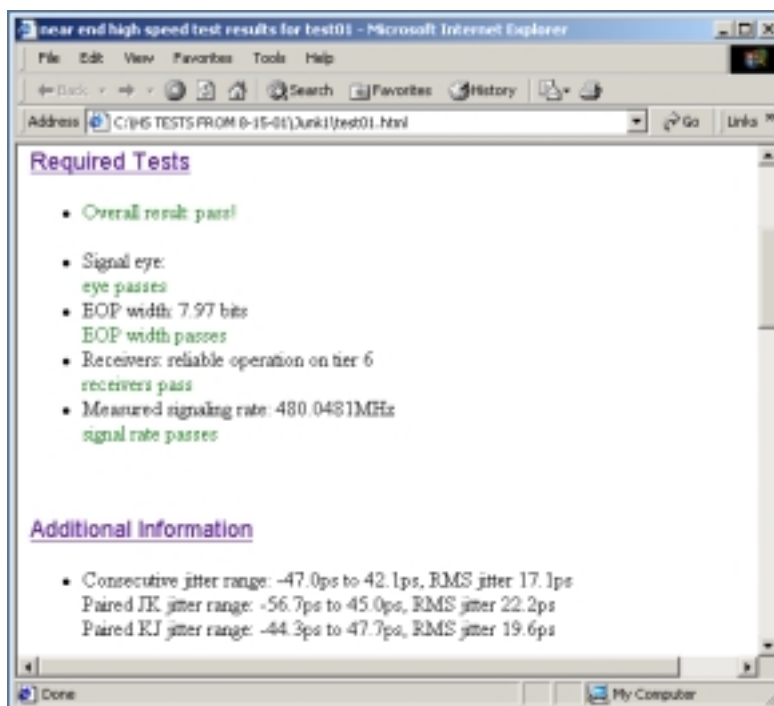 near end high speed test results for test01 - Microsoft Internet Explorer
File Edit View Favorites Tools Help
Back Search Favorites History
Address C:\HS TESTS FROM 8-15-01\Junk1\test01.html Go Links »
Required Tests
• Overall result: pass!
• Signal eye:
eye passes
• EOP width: 7.97 bits
EOP width passes
• Receivers: reliable operation on tier 6
receivers pass
• Measured signaling rate: 480.0481MHz
signal rate passes
Additional Information
• Consecutive jitter range: -47.0ps to 42.1ps, RMS jitter 17.1ps
Paired JK jitter range: -56.7ps to 45.0ps, RMS jitter 22.2ps
Paired KJ jitter range: -44.3ps to 47.7ps, RMS jitter 19.6ps
Done My Computer